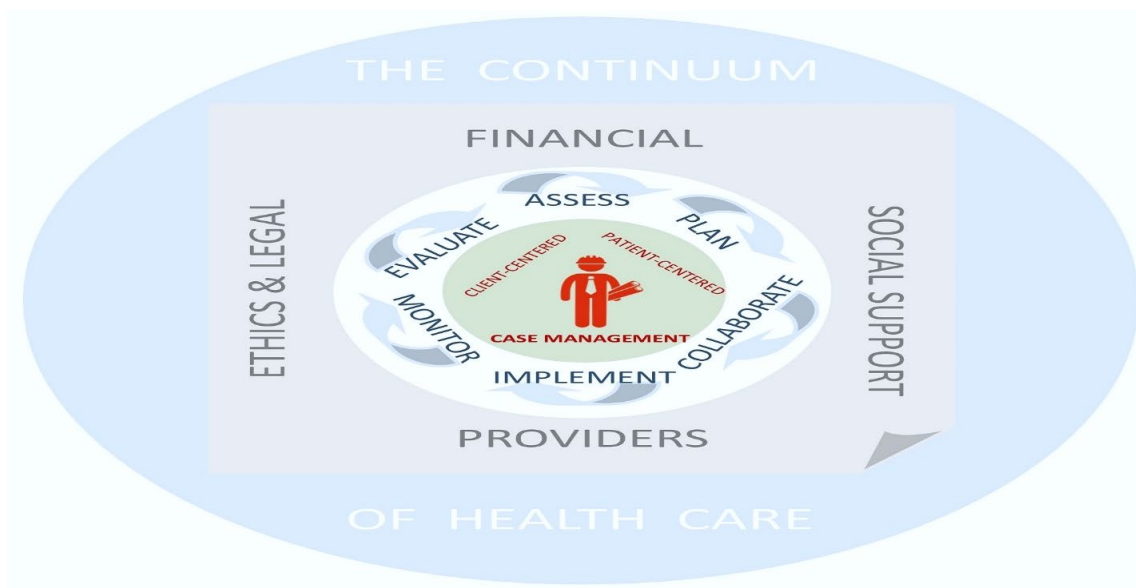 THE CONTINUUM
FINANCIAL
ETHICS & LEGAL
SOCIAL SUPPORT
ASSESS
PLAN
COLLABORATE
IMPLEMENT
MONITOR
EVALUATE
CLIENT-CENTERED
PATIENT-CENTERED
CASE MANAGEMENT
PROVIDERS
OF HEALTH CARE